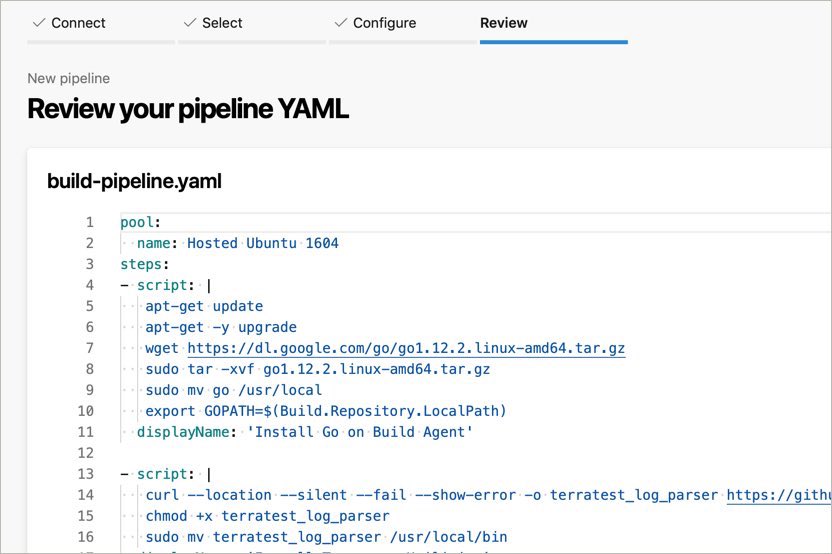 Connect Select Configure Review
New pipeline
Review your pipeline YAML
build-pipeline.yaml
1 pool:
2 name: Hosted Ubuntu 1604
3 steps:
4 - script: |
5 apt-get update
6 apt-get -y upgrade
7 wget https://dl.google.com/go/go1.12.2.linux-amd64.tar.gz
8 sudo tar -xvf go1.12.2.linux-amd64.tar.gz
9 sudo mv go /usr/local
10 export GOPATH=$(Build.Repository.LocalPath)
11 displayName: 'Install Go on Build Agent'
12
13 - script: |
14 curl --location --silent --fail --show-error -o terratest_log_parser https://gith
15 chmod +x terratest_log_parser
16 sudo mv terratest_log_parser /usr/local/bin